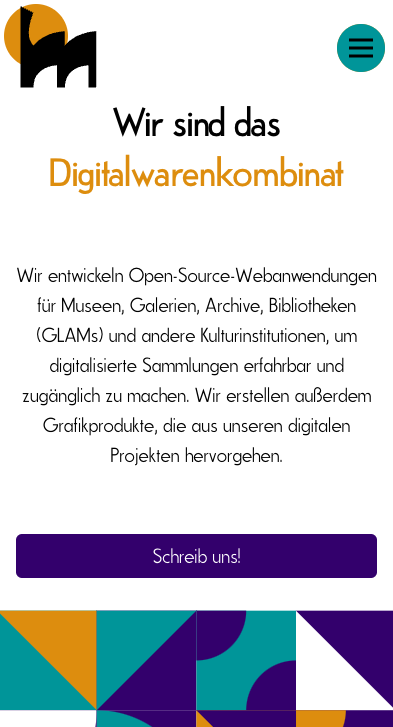 Wir sind das
Digitalwarenkombinat
Wir entwickeln Open-Source-Webanwendungen
für Museen, Galerien, Archive, Bibliotheken
(GLAMs) und andere Kulturinstitutionen, um
digitalisierte Sammlungen erfahrbar und
zugänglich zu machen. Wir erstellen außerdem
Grafikprodukte, die aus unseren digitalen
Projekten hervorgehen.
Schreib uns!